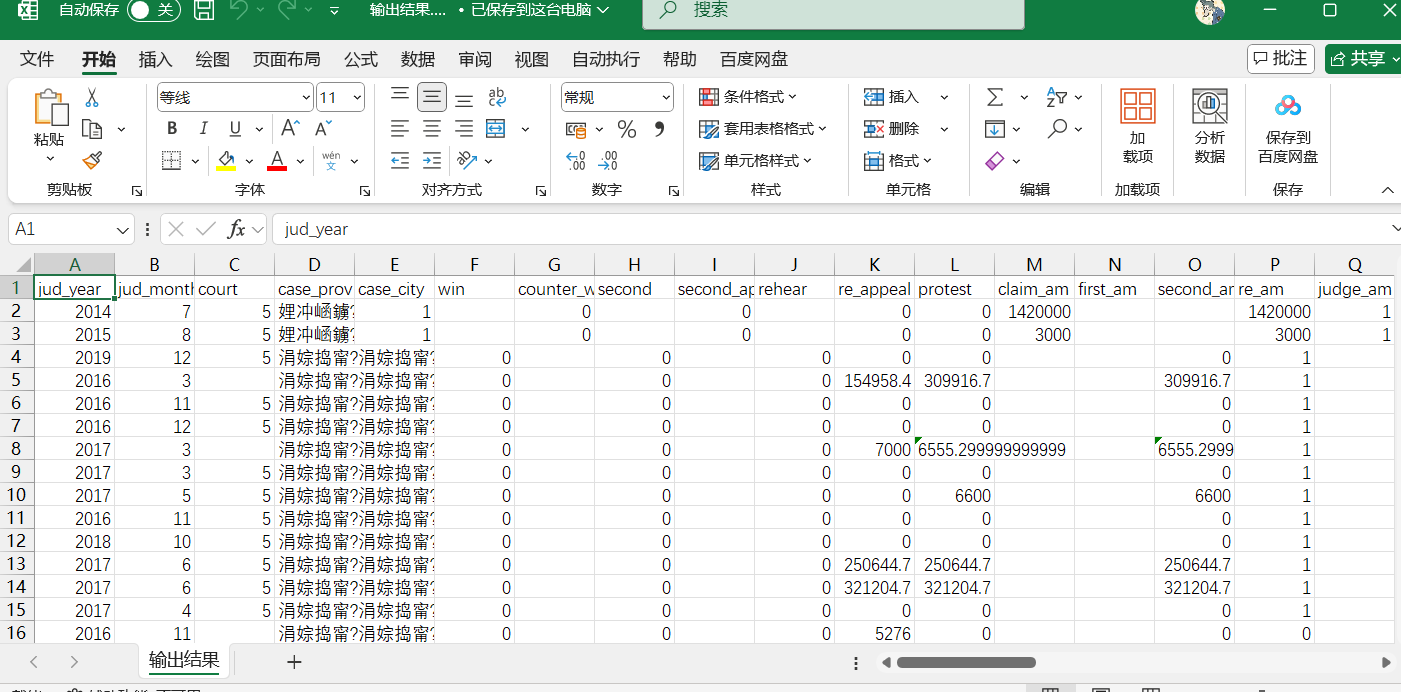 自动保存 关 输出结果.... • 已保存到这台电脑 搜索
文件 开始 插入 绘图 页面布局 公式 数据 审阅 视图 自动执行 帮助 百度网盘 批注 共享
等线 11 ab 常规 条件格式 插入
粘贴 B I U A A % 套用表格格式 删除 加载项 分析数据 保存到百度网盘
A wén 文 .00 .00 单元格样式 格式
剪贴板 字体 对齐方式 数字 样式 单元格 编辑 加载项 保存
A1 fx jud_year
A B C D E F G H I J K L M N O P Q
1 jud_year jud_month court case_prov case_city win counter_w second second_ap rehear re_appeal protest claim_am first_am second_am re_am judge_am
2 2014 7 5 1 0 0 0 0 1420000 1420000 1
3 2015 8 5 1 0 0 0 0 3000 3000 1
4 2019 12 5 涓婃捣甯?涓婃捣甯? 0 0 0 0 0 0 1
5 2016 3 涓婃捣甯?涓婃捣甯? 0 0 0 154958.4 309916.7 309916.7 1
6 2016 11 5 涓婃捣甯?涓婃捣甯? 0 0 0 0 0 0 1
7 2016 12 5 涓婃捣甯?涓婃捣甯? 0 0 0 0 0 0 1
8 2017 3 涓婃捣甯?涓婃捣甯? 0 0 0 7000 6555.299999999999 6555.2999 1
9 2017 3 5 涓婃捣甯?涓婃捣甯? 0 0 0 0 0 0 1
10 2017 5 5 涓婃捣甯?涓婃捣甯? 0 0 0 0 6600 6600 1
11 2016 11 5 涓婃捣甯?涓婃捣甯? 0 0 0 0 0 0 1
12 2018 10 5 涓婃捣甯?涓婃捣甯? 0 0 0 0 0 0 1
13 2017 6 5 涓婃捣甯?涓婃捣甯? 0 0 0 250644.7 250644.7 250644.7 1
14 2017 6 5 涓婃捣甯?涓婃捣甯? 0 0 0 321204.7 321204.7 321204.7 1
15 2017 4 5 涓婃捣甯?涓婃捣甯? 0 0 0 0 0 0 1
16 2016 11 涓婃捣甯?涓婃捣甯? 0 0 0 5276 0 0 0
输出结果